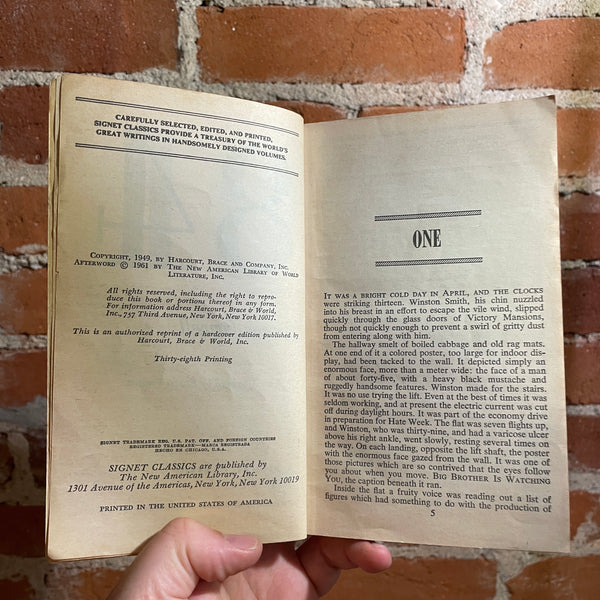 CAREFULLY SELECTED, EDITED, AND PRINTED,
SIGNET CLASSICS PROVIDE A TREASURY OF THE WORLD'S
GREAT WRITINGS IN HANDSOMELY DESIGNED VOLUMES.
COPYRIGHT, 1949, BY HARCOURT, BRACE AND COMPANY, INC.
AFTERWORD © 1961 BY THE NEW AMERICAN LIBRARY OF WORLD
LITERATURE, INC.
All rights reserved, including the right to repro-
duce this book or portions thereof in any form.
For information address Harcourt, Brace & World,
Inc., 757 Third Avenue, New York, New York 10017.
This is an authorized reprint of a hardcover edition published by
Harcourt, Brace & World, Inc.
Thirty-eighth Printing
SIGNET TRADEMARK REG. U.S. PAT. OFF. AND FOREIGN COUNTRIES
REGISTERED TRADEMARK—MARCA REGISTRADA
HECHO EN CHICAGO, U.S.A.
SIGNET CLASSICS are published by
The New American Library, Inc.
1301 Avenue of the Americas, New York, New York 10019
PRINTED IN THE UNITED STATES OF AMERICA
ONE
IT WAS A BRIGHT COLD DAY IN APRIL, AND THE CLOCKS
were striking thirteen. Winston Smith, his chin nuzzled
into his breast in an effort to escape the vile wind, slipped
quickly through the glass doors of Victory Mansions,
though not quickly enough to prevent a swirl of gritty dust
from entering along with him.
The hallway smelt of boiled cabbage and old rag mats.
At one end of it a colored poster, too large for indoor dis-
play, had been tacked to the wall. It depicted simply an
enormous face, more than a meter wide: the face of a man
of about forty-five, with a heavy black mustache and
ruggedly handsome features. Winston made for the stairs.
It was no use trying the lift. Even at the best of times it was
seldom working, and at present the electric current was cut
off during daylight hours. It was part of the economy drive
in preparation for Hate Week. The flat was seven flights up,
and Winston, who was thirty-nine, and had a varicose ulcer
above his right ankle, went slowly, resting several times on
the way. On each landing, opposite the lift shaft, the poster
with the enormous face gazed from the wall. It was one of
those pictures which are so contrived that the eyes follow
you about when you move. BIG BROTHER IS WATCHING
YOU, the caption beneath it ran.
Inside the flat a fruity voice was reading out a list of
figures which had something to do with the production of
5